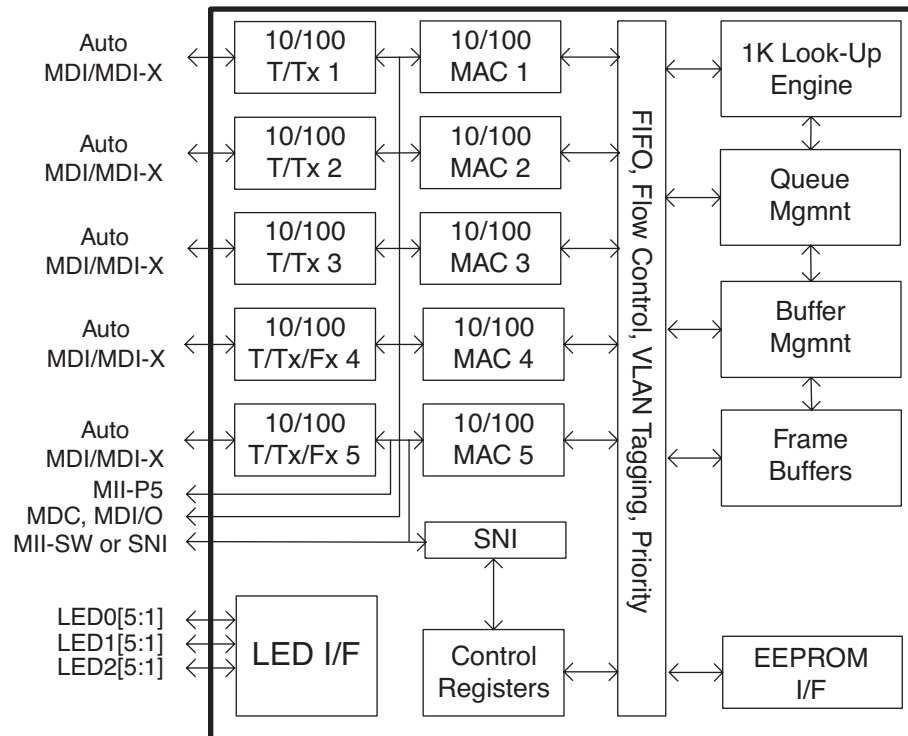 Auto
MDI/MDI-X
10/100
T/Tx 1
10/100
MAC 1
1K Look-Up
Engine
Auto
MDI/MDI-X
10/100
T/Tx 2
10/100
MAC 2
Queue
Mgmnt
Auto
MDI/MDI-X
10/100
T/Tx 3
10/100
MAC 3
Auto
MDI/MDI-X
10/100
T/Tx/Fx 4
10/100
MAC 4
Buffer
Mgmnt
Auto
MDI/MDI-X
10/100
T/Tx/Fx 5
10/100
MAC 5
Frame
Buffers
FIFO, Flow Control, VLAN Tagging, Priority
MII-P5
MDC, MDI/O
MII-SW or SNI
SNI
LED0[5:1]
LED1[5:1]
LED2[5:1]
LED I/F
Control
Registers
EEPROM
I/F